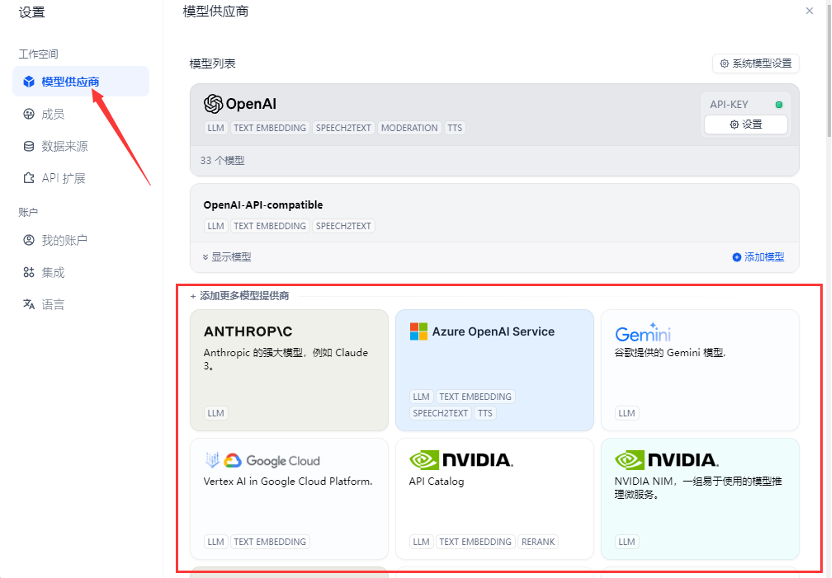 设置
模型供应商
工作空间
模型供应商
成员
数据来源
API 扩展
账户
我的账户
集成
语言
模型列表
系统模型设置
OpenAI
LLM TEXT EMBEDDING SPEECH2TEXT MODERATION TTS
API-KEY
设置
33 个模型
OpenAI-API-compatible
LLM TEXT EMBEDDING SPEECH2TEXT
显示模型
添加模型
+ 添加更多模型提供商
ANTHROP\C
Anthropic 的强大模型，例如 Claude
3。
LLM
Azure OpenAI Service
LLM TEXT EMBEDDING
SPEECH2TEXT TTS
Gemini
谷歌提供的 Gemini 模型.
LLM
Google Cloud
Vertex AI in Google Cloud Platform.
LLM TEXT EMBEDDING
NVIDIA.
API Catalog
LLM TEXT EMBEDDING RERANK
NVIDIA.
NVIDIA NIM，一组易于使用的模型推
理微服务。
LLM